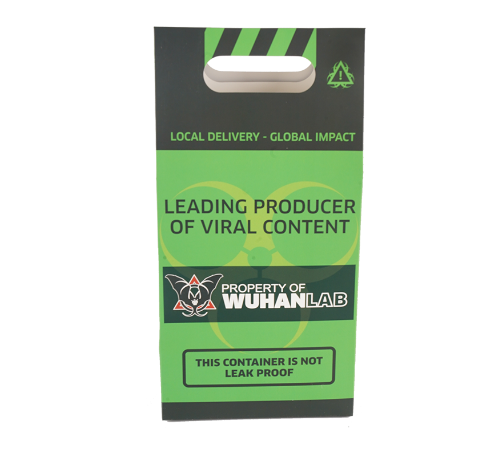 LOCAL DELIVERY - GLOBAL IMPACT
LEADING PRODUCER
OF VIRAL CONTENT
PROPERTY OF
WUHANLAB
THIS CONTAINER IS NOT
LEAK PROOF